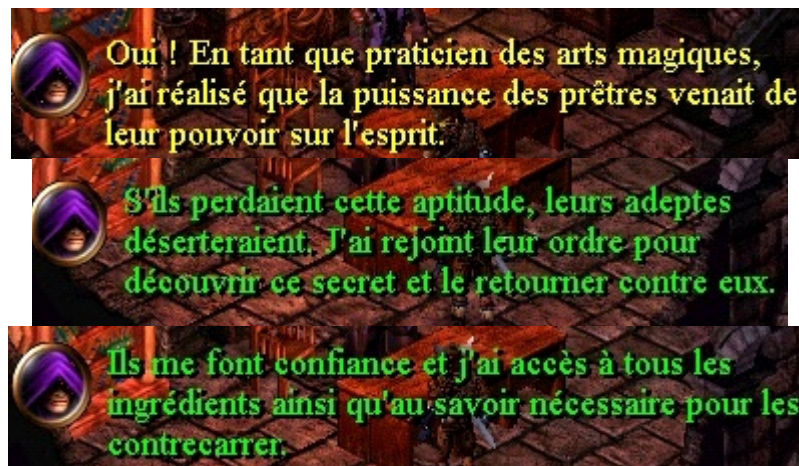 Oui ! En tant que praticien des arts magiques,
j'ai réalisé que la puissance des prêtres venait de
leur pouvoir sur l'esprit.
S'ils perdaient cette aptitude, leurs adeptes
déserteraient. J'ai rejoint leur ordre pour
découvrir ce secret et le retourner contre eux.
Ils me font confiance et j'ai accès à tous les
ingrédients ainsi qu'au savoir nécessaire pour les
contrecarrer.